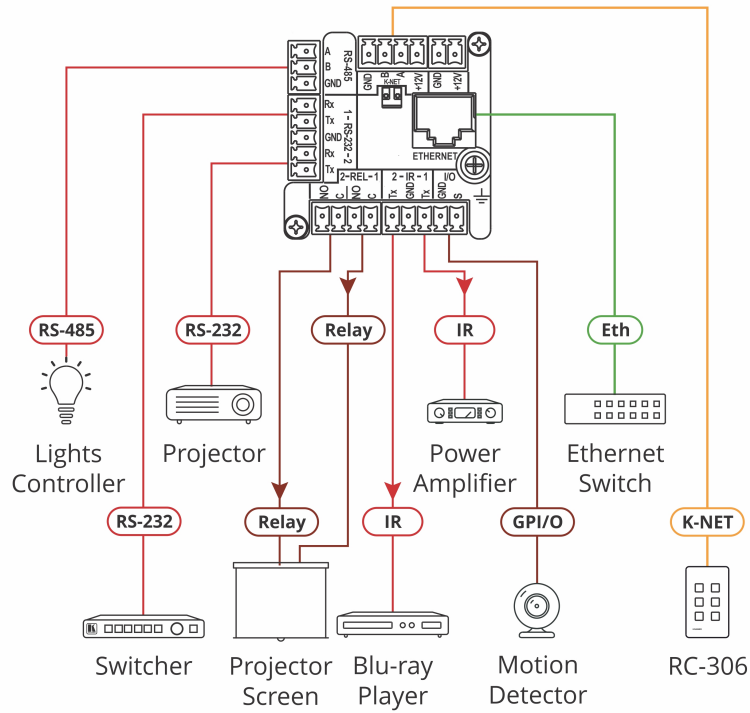 A
B
GND
RS-485
Rx
Tx
GND
Rx
Tx
1 - RS-232 - 2
GND
B
A
+12V
GND
+12V
K-NET
ETHERNET
2-REL-1
2 - IR - 1
I/O
NO
C
NO
C
Tx
GND
Tx
GND
S
RS-485
RS-232
Relay
IR
Eth
Lights
Controller
Projector
Power
Amplifier
Ethernet
Switch
RS-232
Relay
IR
GPI/O
K-NET
Switcher
Projector
Screen
Blu-ray
Player
Motion
Detector
RC-306